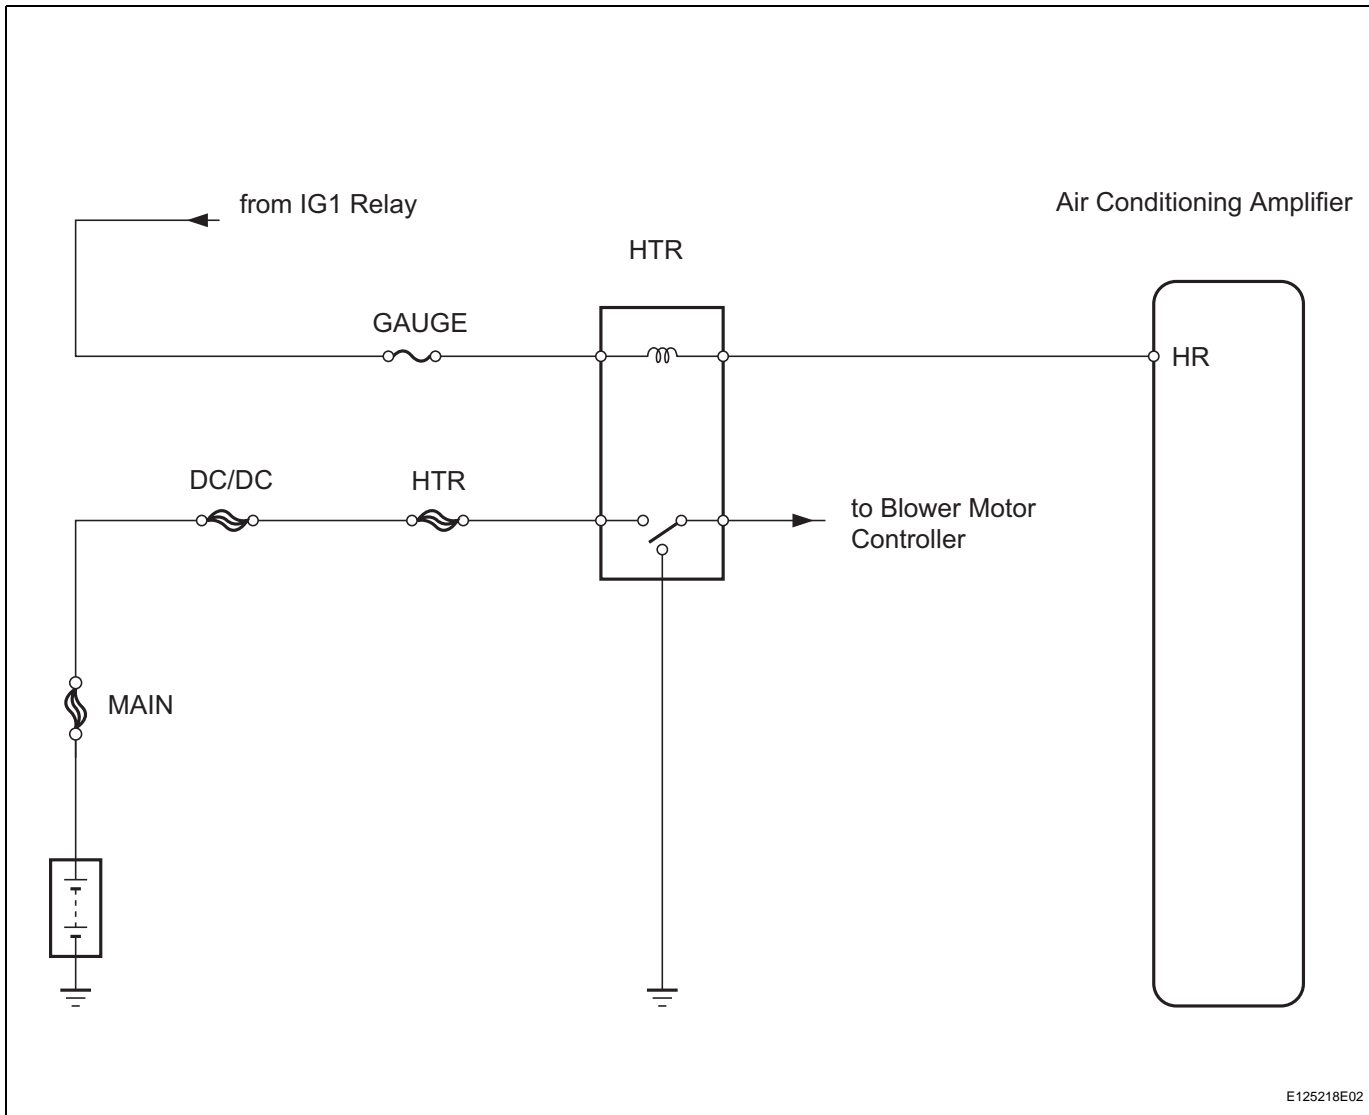 from IG1 Relay
Air Conditioning Amplifier
HTR
GAUGE
HR
DC/DC
HTR
to Blower Motor
Controller
MAIN
E125218E02